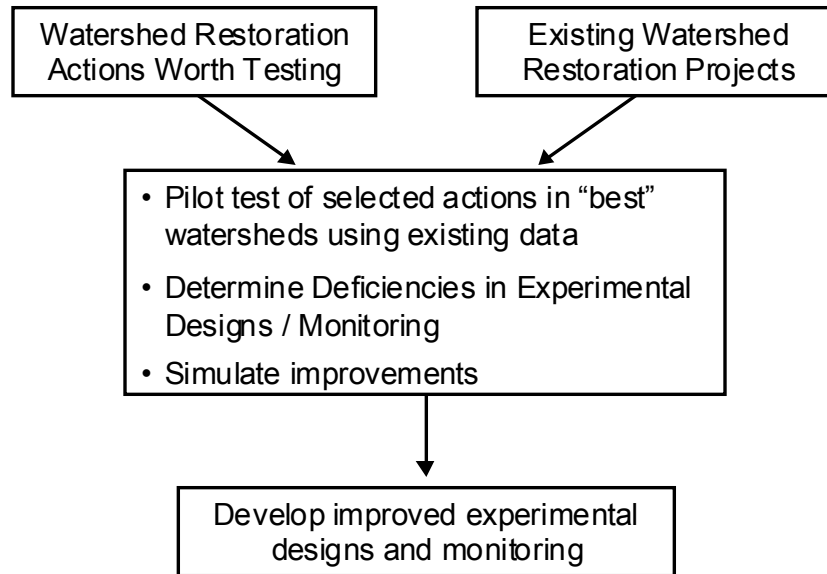 Watershed Restoration
Actions Worth Testing
Existing Watershed
Restoration Projects
• Pilot test of selected actions in “best”
watersheds using existing data
• Determine Deficiencies in Experimental
Designs / Monitoring
• Simulate improvements
Develop improved experimental
designs and monitoring